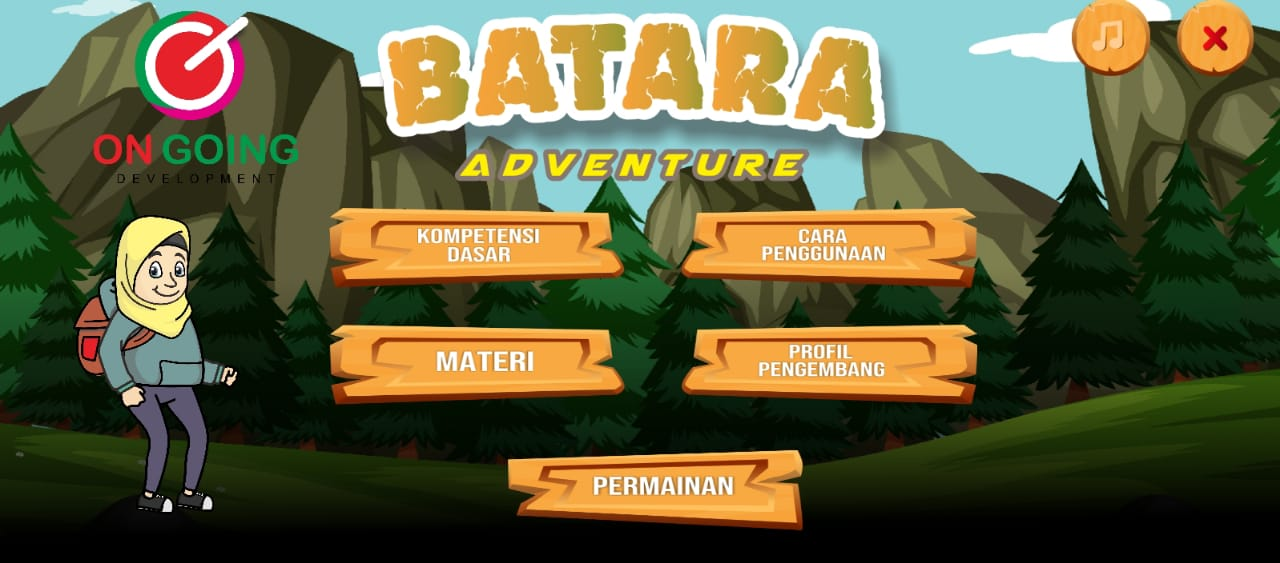 BATARA
ADVENTURE
ON GOING
DEVELOPMENT
KOMPETENSI
DASAR
CARA
PENGGUNAAN
MATERI
PROFIL
PENGEMBANG
PERMAINAN